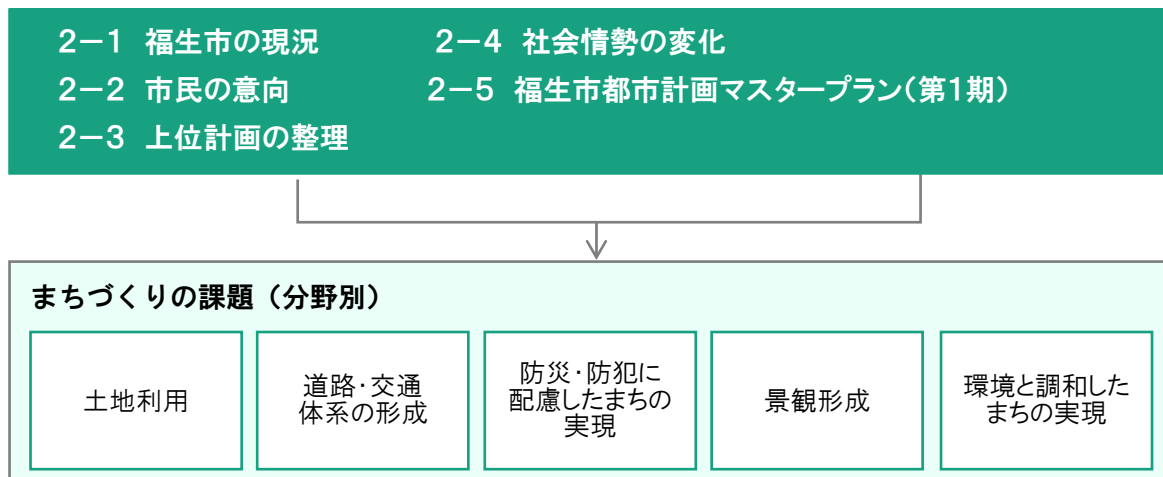 2－1 福生市の現況
2－2 市民の意向
2－3 上位計画の整理
2－4 社会情勢の変化
2－5 福生市都市計画マスタープラン（第1期）
まちづくりの課題（分野別）
土地利用
道路・交通
体系の形成
防災・防犯に
配慮したまちの
実現
景観形成
環境と調和した
まちの実現